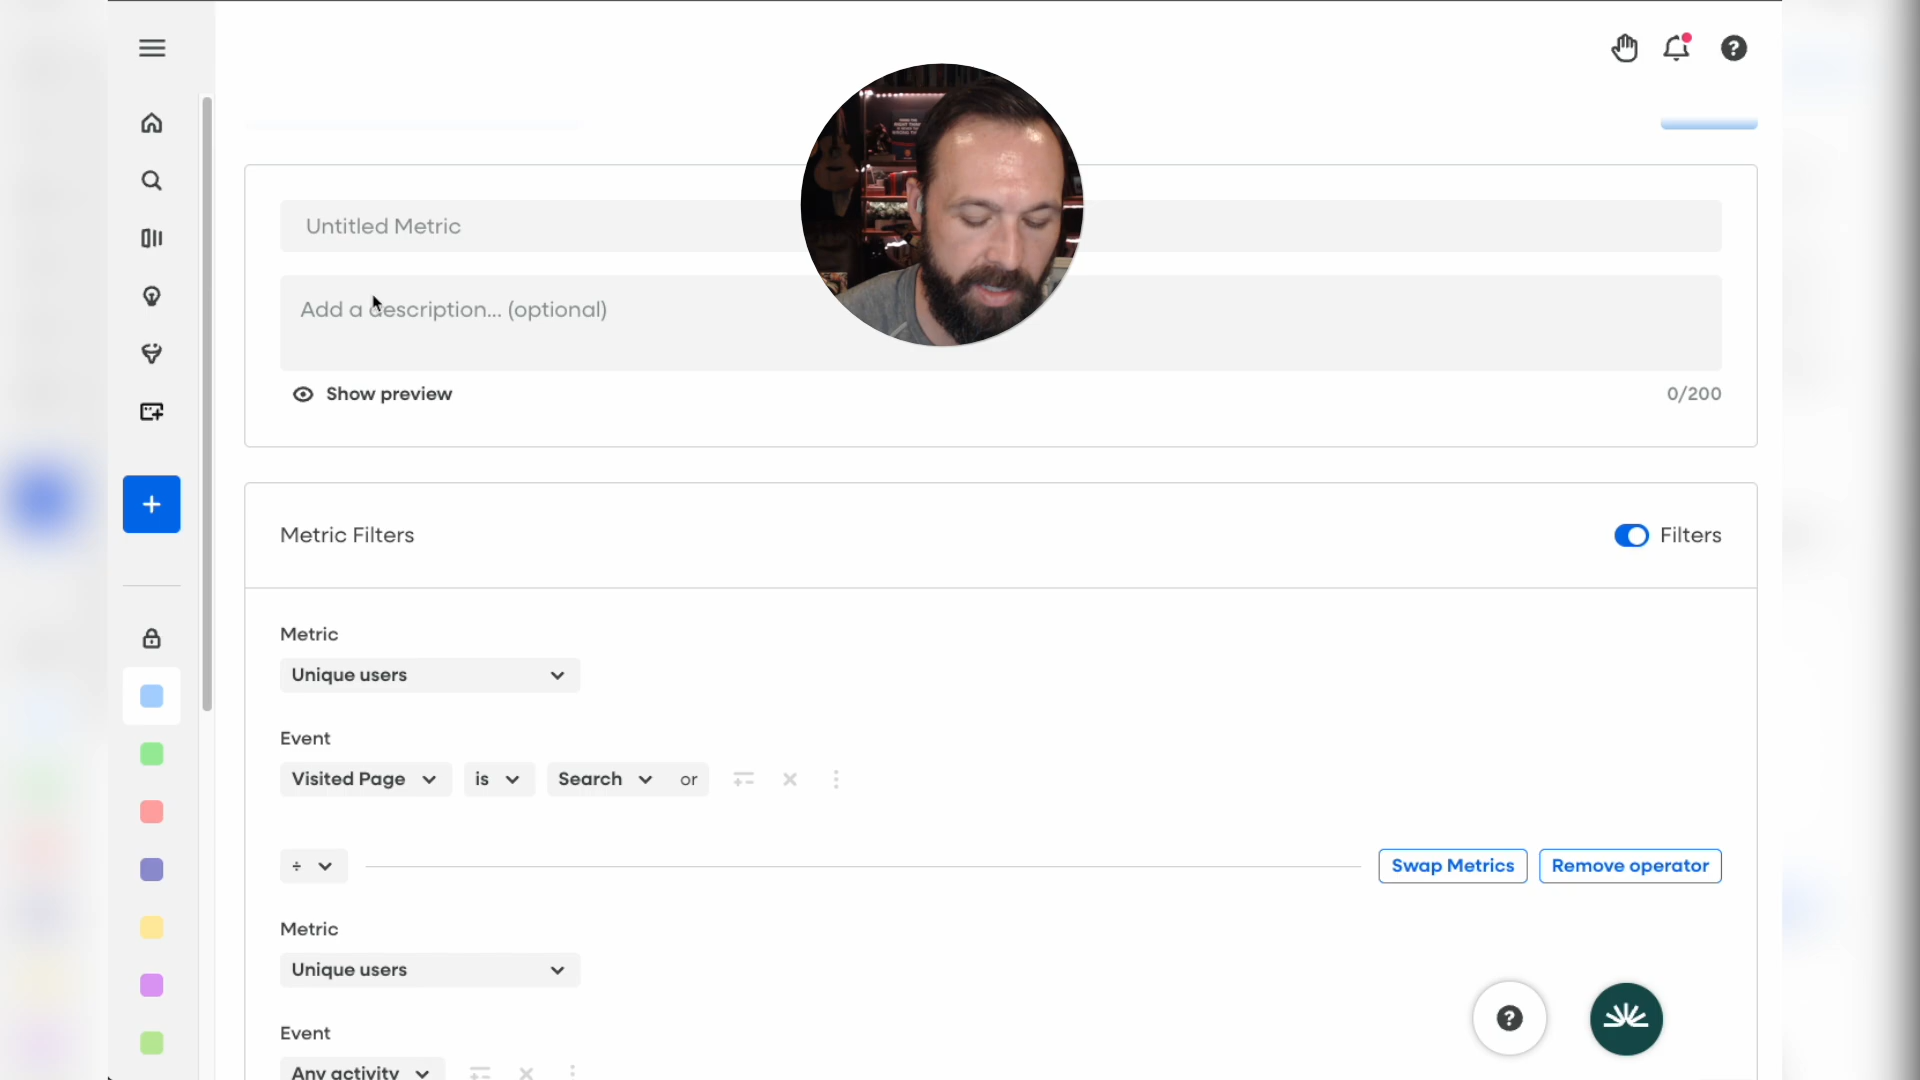 Untitled Metric
Add a description... (optional)
Show preview
0/200
Metric Filters
Filters
Metric
Unique users
Event
Visited Page
is
Search
or
÷
Swap Metrics
Remove operator
Metric
Unique users
Event
Any activity